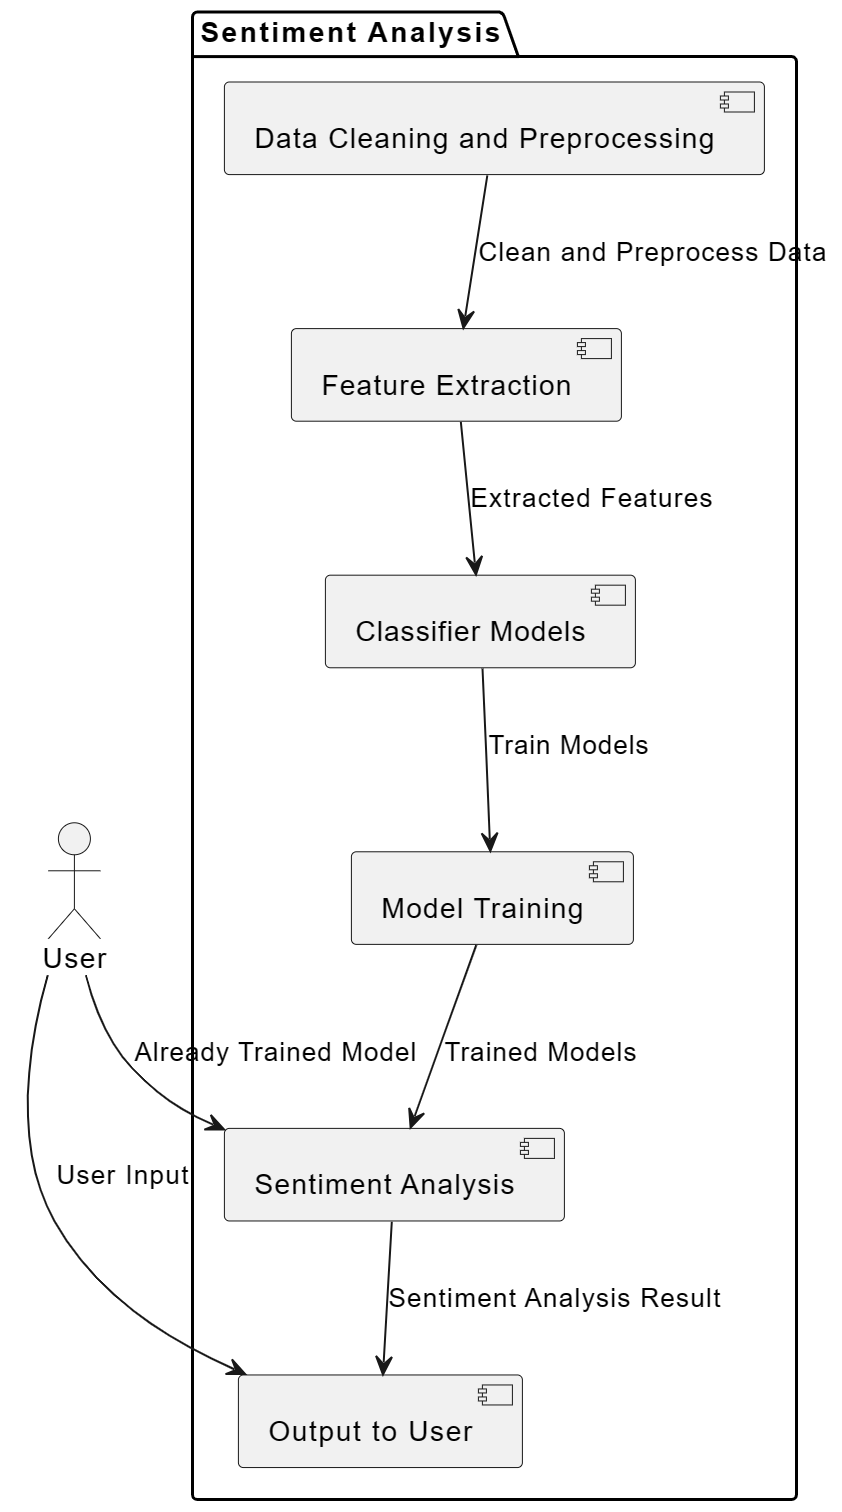 Sentiment Analysis
Data Cleaning and Preprocessing
Clean and Preprocess Data
Feature Extraction
Extracted Features
Classifier Models
Train Models
Model Training
User
Already Trained Model
Trained Models
User Input
Sentiment Analysis
Sentiment Analysis Result
Output to User